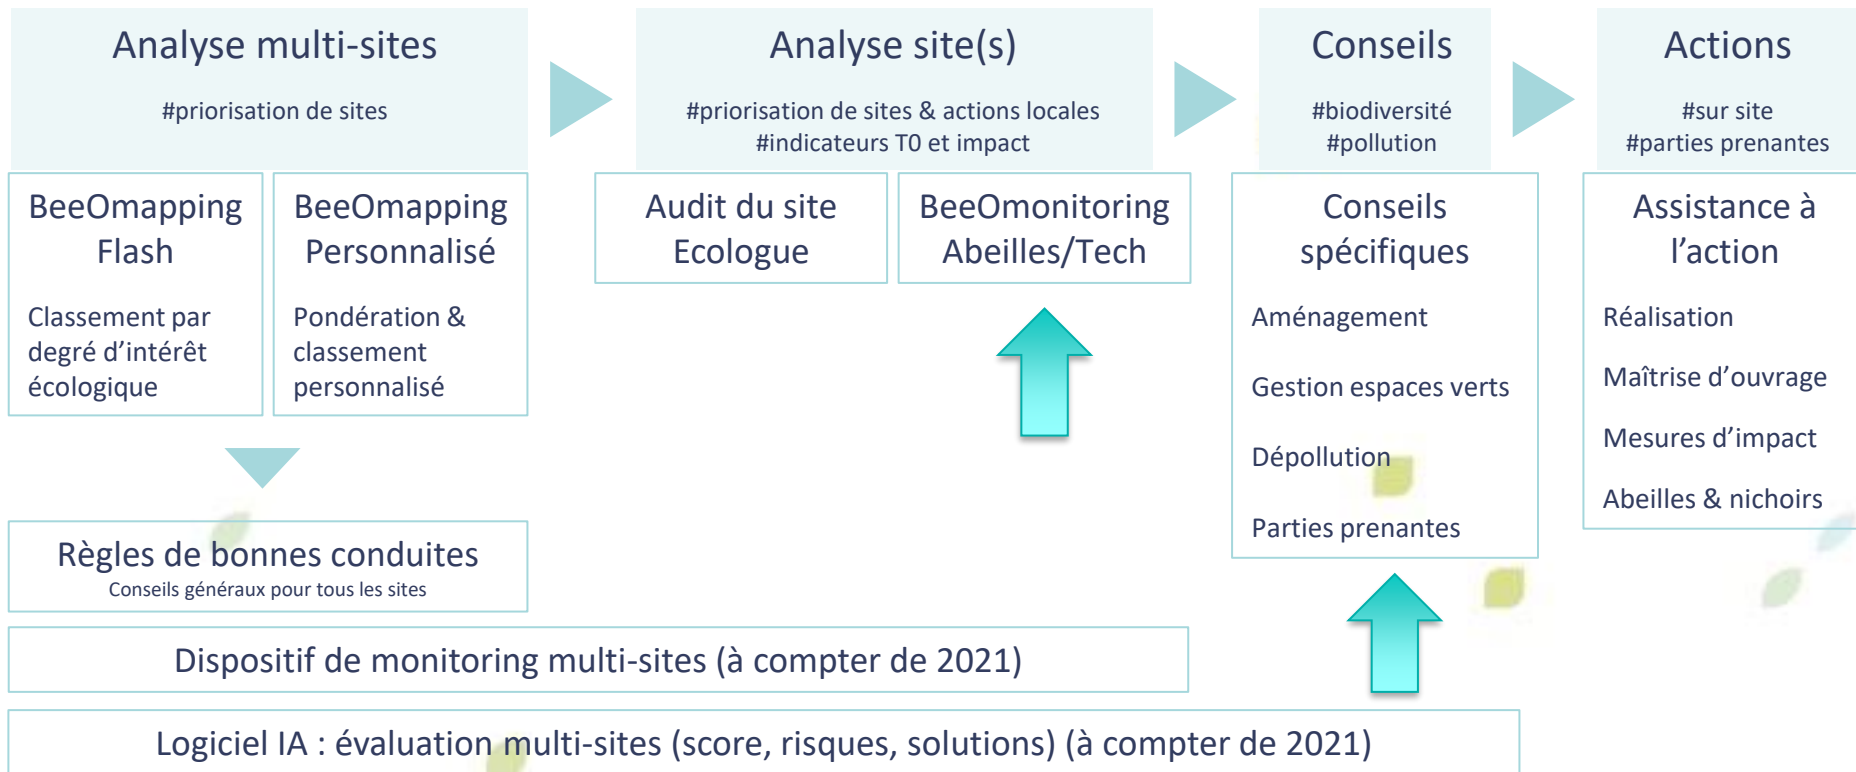 Analyse multi-sites
#priorisation de sites
Analyse site(s)
#priorisation de sites & actions locales
#indicateurs T0 et impact
Conseils
#biodiversité
#pollution
Actions
#sur site
#parties prenantes
BeeOmapping
Flash
Classement par
degré d’intérêt
écologique
BeeOmapping
Personnalisé
Pondération &
classement
personnalisé
Audit du site
Ecologue
BeeOmonitoring
Abeilles/Tech
Conseils
spécifiques
Aménagement
Gestion espaces verts
Dépollution
Parties prenantes
Assistance à
l’action
Réalisation
Maîtrise d’ouvrage
Mesures d’impact
Abeilles & nichoirs
Règles de bonnes conduites
Conseils généraux pour tous les sites
Dispositif de monitoring multi-sites (à compter de 2021)
Logiciel IA : évaluation multi-sites (score, risques, solutions) (à compter de 2021)